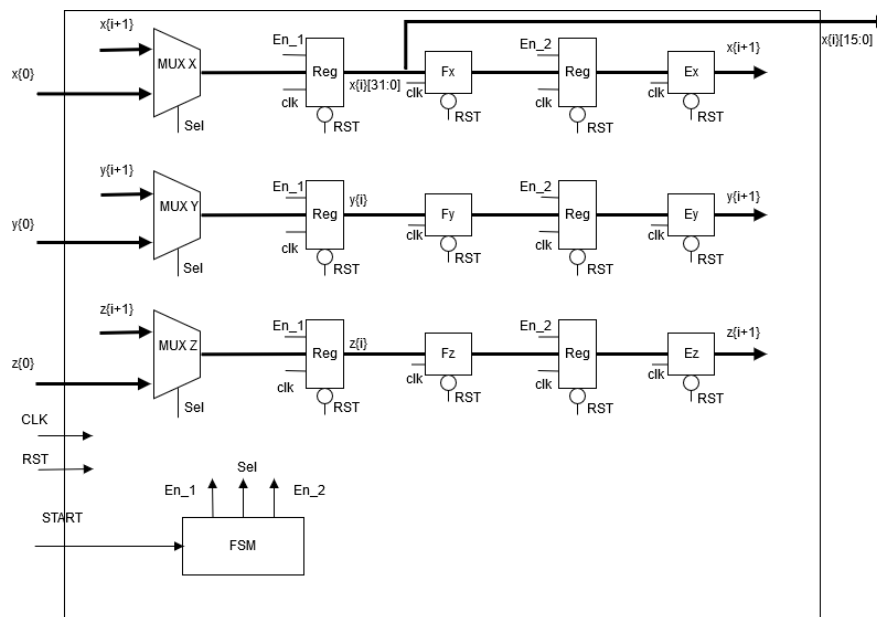 x{i+1}
x{0}
MUX X
Sel
En_1
Reg
clk
RST
x{i}[31:0]
Fx
clk
RST
En_2
Reg
clk
RST
Ex
clk
RST
x{i+1}
x{i}[15:0]
y{i+1}
y{0}
MUX Y
Sel
En_1
Reg
clk
RST
y{i}
Fy
clk
RST
En_2
Reg
clk
RST
Ey
clk
RST
y{i+1}
z{i+1}
z{0}
MUX Z
Sel
En_1
Reg
clk
RST
z{i}
Fz
clk
RST
En_2
Reg
clk
RST
Ez
clk
RST
z{i+1}
CLK
RST
START
En_1
Sel
En_2
FSM